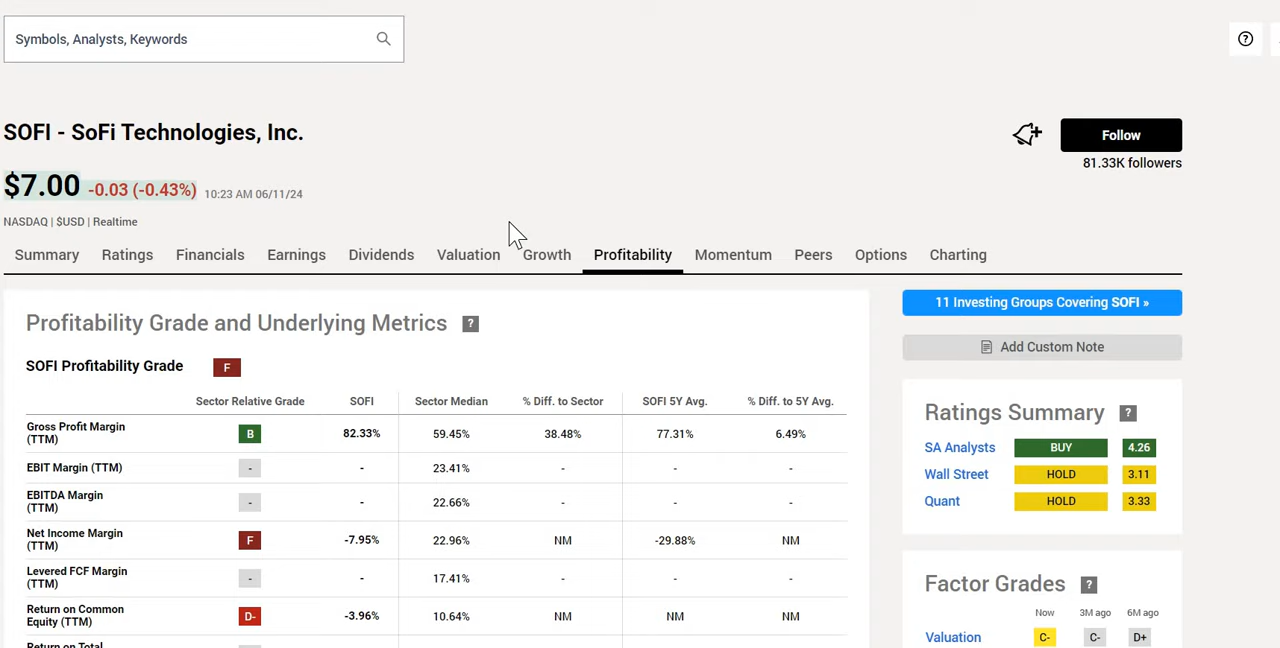 Symbols, Analysts, Keywords
?
SOFI - SoFi Technologies, Inc.
Follow
$7.00 -0.03 (-0.43%) 10:23 AM 06/11/24
81.33K followers
NASDAQ | $USD | Realtime
Summary Ratings Financials Earnings Dividends Valuation Growth Profitability Momentum Peers Options Charting
Profitability Grade and Underlying Metrics ?
SOFI Profitability Grade F
Sector Relative Grade SOFI Sector Median % Diff. to Sector SOFI 5Y Avg. % Diff. to 5Y Avg.
Gross Profit Margin
(TTM) B 82.33% 59.45% 38.48% 77.31% 6.49%
EBIT Margin (TTM) - - 23.41% - - -
EBITDA Margin
(TTM) - - 22.66% - - -
Net Income Margin
(TTM) F -7.95% 22.96% NM -29.88% NM
Levered FCF Margin
(TTM) - - 17.41% - - -
Return on Common
Equity (TTM) D- -3.96% 10.64% NM NM NM
Return on Total
11 Investing Groups Covering SOFI »
Add Custom Note
Ratings Summary ?
SA Analysts BUY 4.26
Wall Street HOLD 3.11
Quant HOLD 3.33
Factor Grades ?
Now 3M ago 6M ago
Valuation C- C- D+